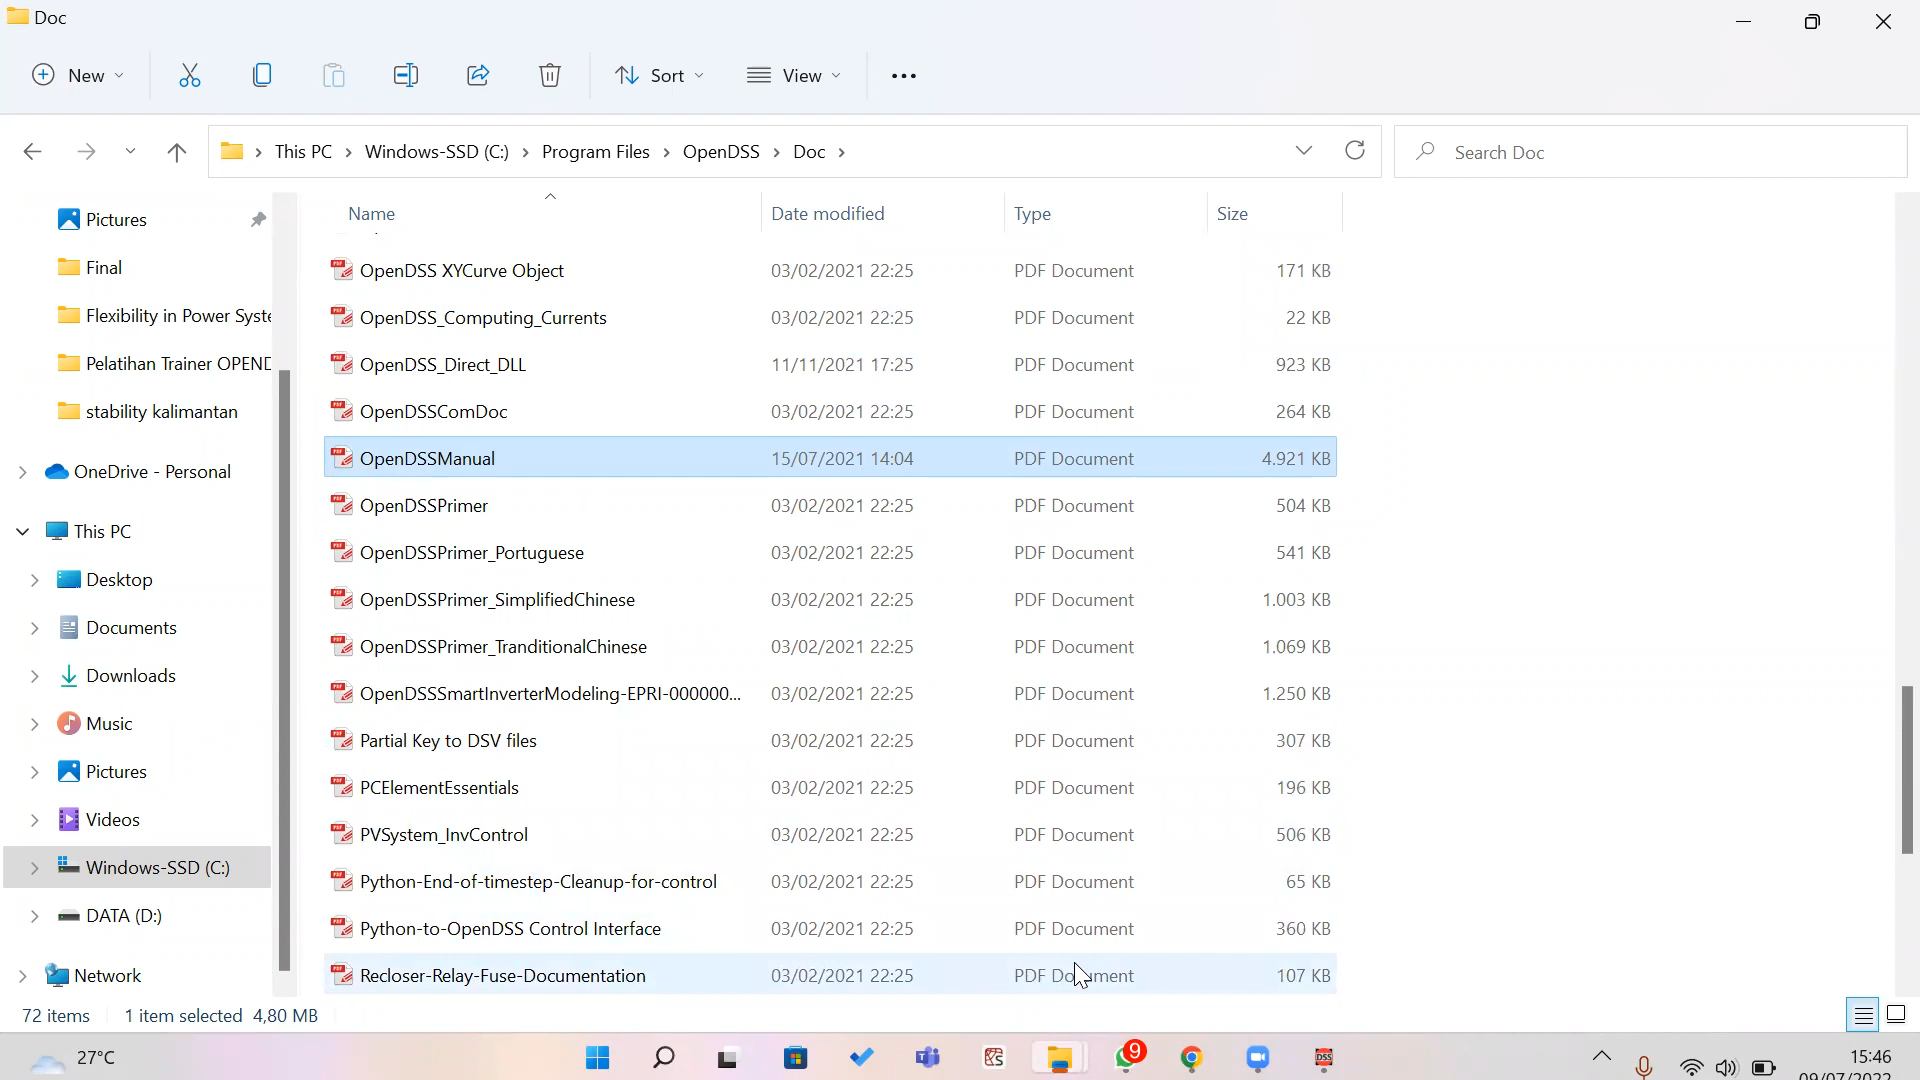 Doc
New
Sort
View
This PC
Windows-SSD (C:)
Program Files
OpenDSS
Doc
Search Doc
Name
Date modified
Type
Size
Pictures
Final
Flexibility in Power Syste
Pelatihan Trainer OPEND
stability kalimantan
OneDrive - Personal
This PC
Desktop
Documents
Downloads
Music
Pictures
Videos
Windows-SSD (C:)
DATA (D:)
Network
OpenDSS XYCurve Object 03/02/2021 22:25 PDF Document 171 KB
OpenDSS_Computing_Currents 03/02/2021 22:25 PDF Document 22 KB
OpenDSS_Direct_DLL 11/11/2021 17:25 PDF Document 923 KB
OpenDSSComDoc 03/02/2021 22:25 PDF Document 264 KB
OpenDSSManual 15/07/2021 14:04 PDF Document 4.921 KB
OpenDSSPrimer 03/02/2021 22:25 PDF Document 504 KB
OpenDSSPrimer_Portuguese 03/02/2021 22:25 PDF Document 541 KB
OpenDSSPrimer_SimplifiedChinese 03/02/2021 22:25 PDF Document 1.003 KB
OpenDSSPrimer_TranditionalChinese 03/02/2021 22:25 PDF Document 1.069 KB
OpenDSSSmartInverterModeling-EPRI-000000... 03/02/2021 22:25 PDF Document 1.250 KB
Partial Key to DSV files 03/02/2021 22:25 PDF Document 307 KB
PCElementEssentials 03/02/2021 22:25 PDF Document 196 KB
PVSystem_InvControl 03/02/2021 22:25 PDF Document 506 KB
Python-End-of-timestep-Cleanup-for-control 03/02/2021 22:25 PDF Document 65 KB
Python-to-OpenDSS Control Interface 03/02/2021 22:25 PDF Document 360 KB
Recloser-Relay-Fuse-Documentation 03/02/2021 22:25 PDF Document 107 KB
72 items 1 item selected 4,80 MB
27°C
9
DSS
15:46
09/07/2022